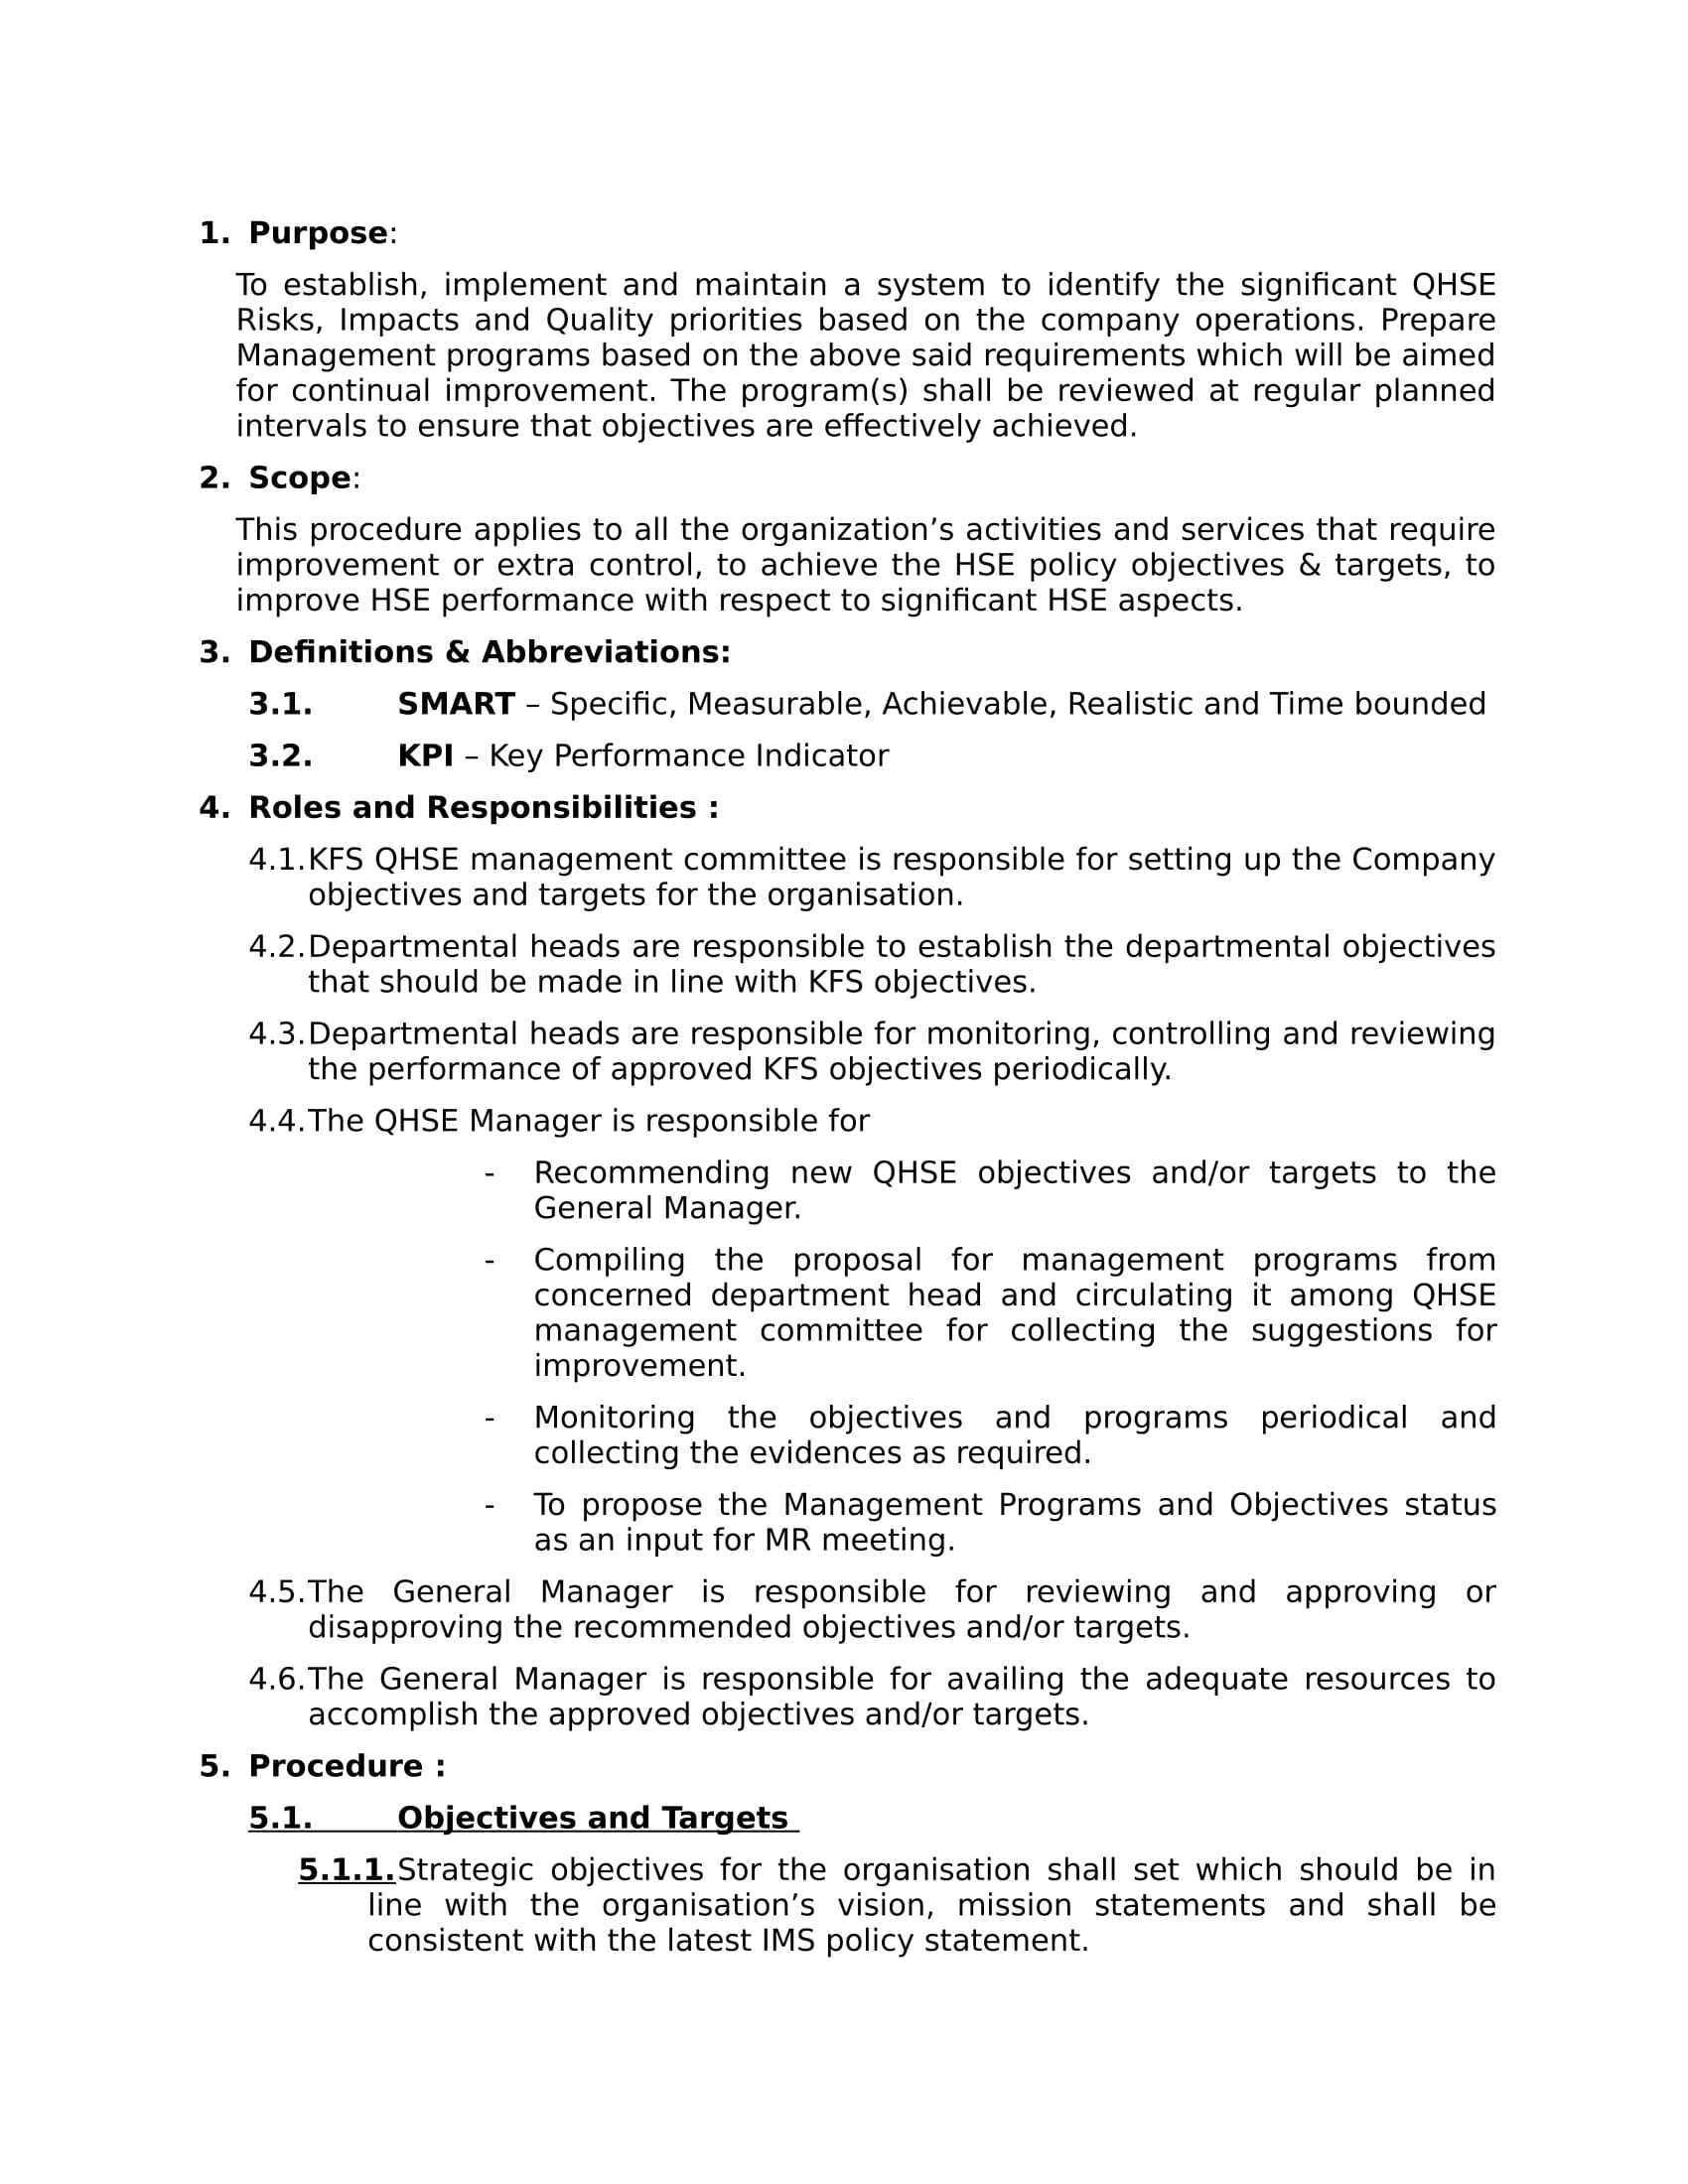 1. Purpose:
To establish, implement and maintain a system to identify the significant QHSE
Risks, Impacts and Quality priorities based on the company operations. Prepare
Management programs based on the above said requirements which will be aimed
for continual improvement. The program(s) shall be reviewed at regular planned
intervals to ensure that objectives are effectively achieved.
2. Scope:
This procedure applies to all the organization’s activities and services that require
improvement or extra control, to achieve the HSE policy objectives & targets, to
improve HSE performance with respect to significant HSE aspects.
3. Definitions & Abbreviations:
3.1. SMART – Specific, Measurable, Achievable, Realistic and Time bounded
3.2. KPI – Key Performance Indicator
4. Roles and Responsibilities :
4.1. KFS QHSE management committee is responsible for setting up the Company
objectives and targets for the organisation.
4.2. Departmental heads are responsible to establish the departmental objectives
that should be made in line with KFS objectives.
4.3. Departmental heads are responsible for monitoring, controlling and reviewing
the performance of approved KFS objectives periodically.
4.4. The QHSE Manager is responsible for
- Recommending new QHSE objectives and/or targets to the
General Manager.
- Compiling the proposal for management programs from
concerned department head and circulating it among QHSE
management committee for collecting the suggestions for
improvement.
- Monitoring the objectives and programs periodical and
collecting the evidences as required.
- To propose the Management Programs and Objectives status
as an input for MR meeting.
4.5. The General Manager is responsible for reviewing and approving or
disapproving the recommended objectives and/or targets.
4.6. The General Manager is responsible for availing the adequate resources to
accomplish the approved objectives and/or targets.
5. Procedure :
5.1. Objectives and Targets
5.1.1. Strategic objectives for the organisation shall set which should be in
line with the organisation’s vision, mission statements and shall be
consistent with the latest IMS policy statement.